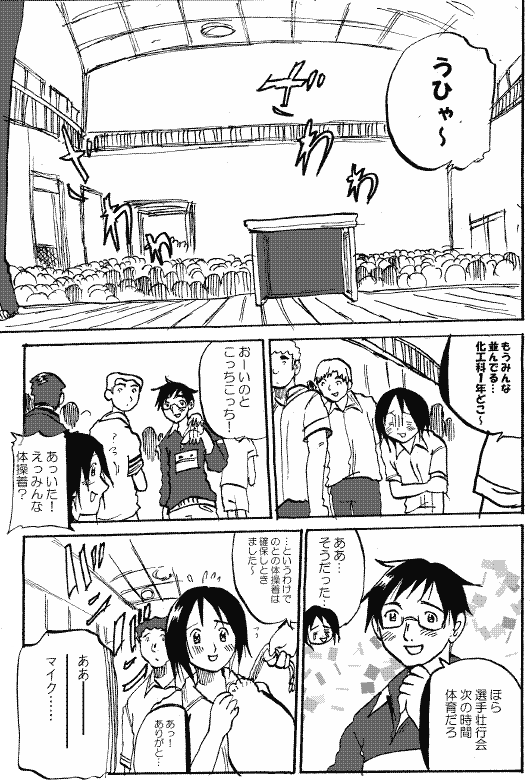 うひゃ～
ザ
ザ
わ
わ
わ
わ
もうみんな
並んでる…
化工科1年どこ～
おーいのと
こっちこっち！
あっいた！
えっみんな
体操着？
ほら
選手壮行会
次の時間
体育だろ
ああ…
そうだった…
…というわけで
のとの体操着は
確保しとき
ました～
あっ！
ありがと…
ああ―――
―――
マイク……